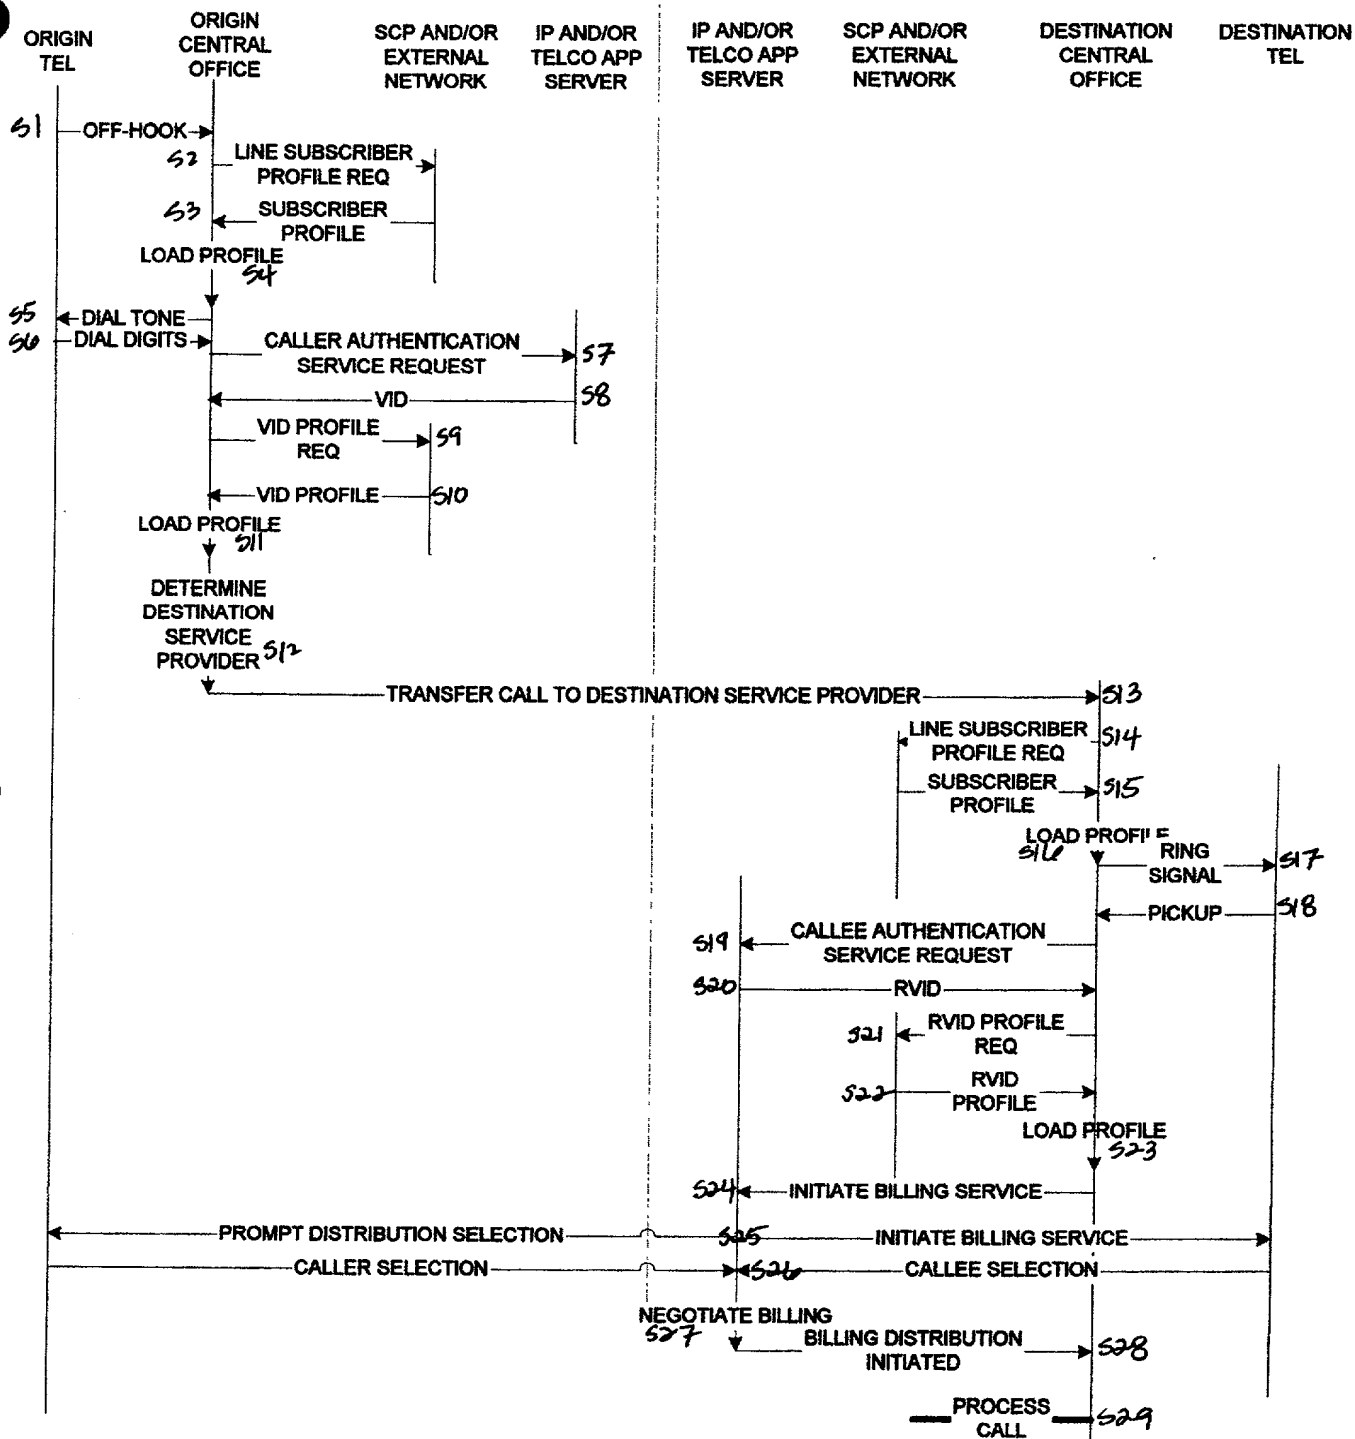 ORIGIN
TEL
ORIGIN
CENTRAL
OFFICE
SCP AND/OR
EXTERNAL
NETWORK
IP AND/OR
TELCO APP
SERVER
IP AND/OR
TELCO APP
SERVER
SCP AND/OR
EXTERNAL
NETWORK
DESTINATION
CENTRAL
OFFICE
DESTINATION
TEL
S1 OFF-HOOK
S2 LINE SUBSCRIBER
PROFILE REQ
S3 SUBSCRIBER
PROFILE
LOAD PROFILE
S4
S5 DIAL TONE
S6 DIAL DIGITS
CALLER AUTHENTICATION
SERVICE REQUEST
S7
VID S8
VID PROFILE
REQ
S9
VID PROFILE S10
LOAD PROFILE
S11
DETERMINE
DESTINATION
SERVICE
PROVIDER S12
TRANSFER CALL TO DESTINATION SERVICE PROVIDER S13
LINE SUBSCRIBER
PROFILE REQ
S14
SUBSCRIBER
PROFILE
S15
LOAD PROFILE
S16
RING
SIGNAL
S17
PICKUP S18
S19 CALLEE AUTHENTICATION
SERVICE REQUEST
S20 RVID
S21 RVID PROFILE
REQ
S22 RVID
PROFILE
LOAD PROFILE
S23
S24 INITIATE BILLING SERVICE
PROMPT DISTRIBUTION SELECTION S25 INITIATE BILLING SERVICE
CALLER SELECTION S26 CALLEE SELECTION
NEGOTIATE BILLING
S27
BILLING DISTRIBUTION
INITIATED
S28
PROCESS
CALL
S29